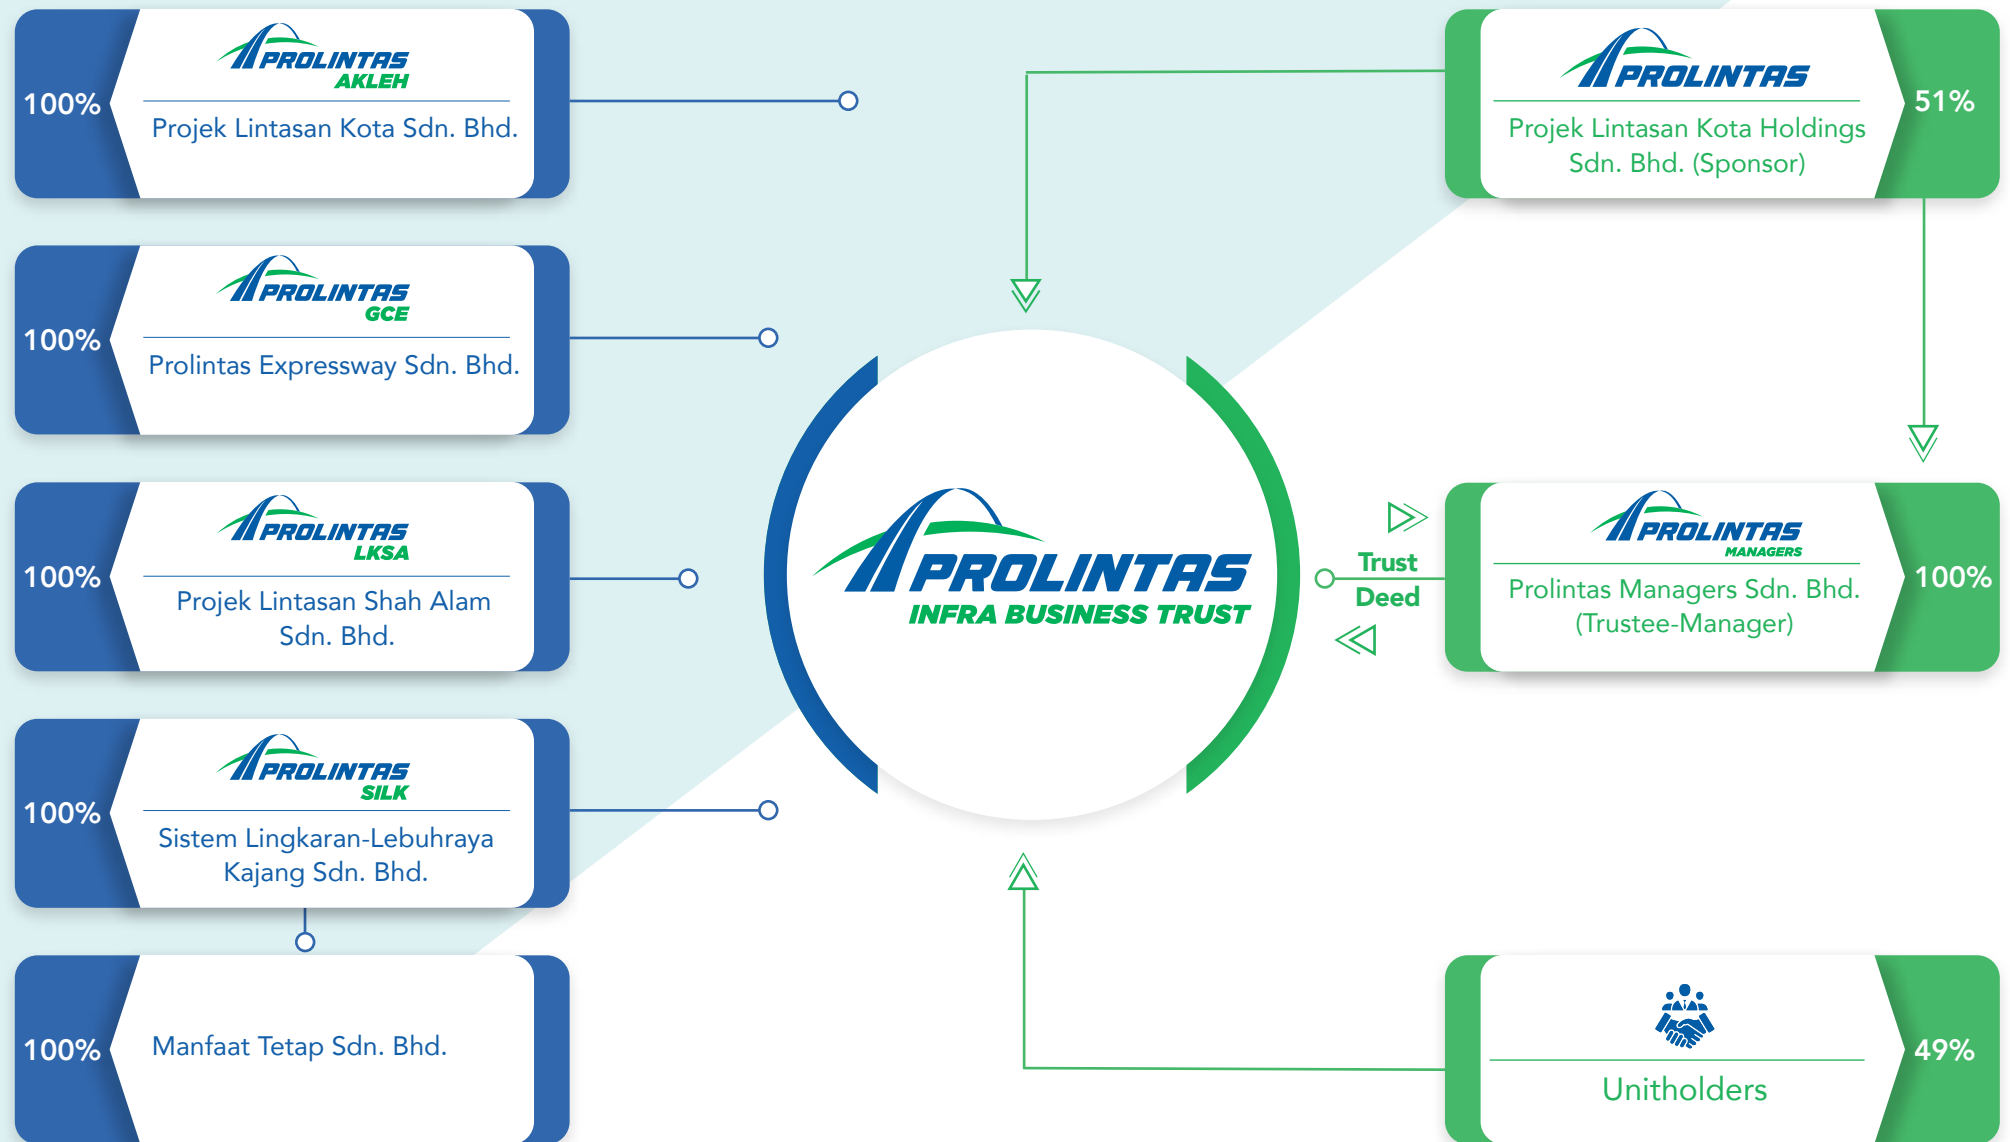 100%
PROLINTAS
AKLEH
Projek Lintasan Kota Sdn. Bhd.
100%
PROLINTAS
GCE
Prolintas Expressway Sdn. Bhd.
100%
PROLINTAS
LKSA
Projek Lintasan Shah Alam
Sdn. Bhd.
100%
PROLINTAS
SILK
Sistem Lingkaran-Lebuhraya
Kajang Sdn. Bhd.
100%
Manfaat Tetap Sdn. Bhd.
PROLINTAS
INFRA BUSINESS TRUST
Trust
Deed
PROLINTAS
Projek Lintasan Kota Holdings
Sdn. Bhd. (Sponsor)
51%
PROLINTAS
MANAGERS
Prolintas Managers Sdn. Bhd.
(Trustee-Manager)
100%
Unitholders
49%